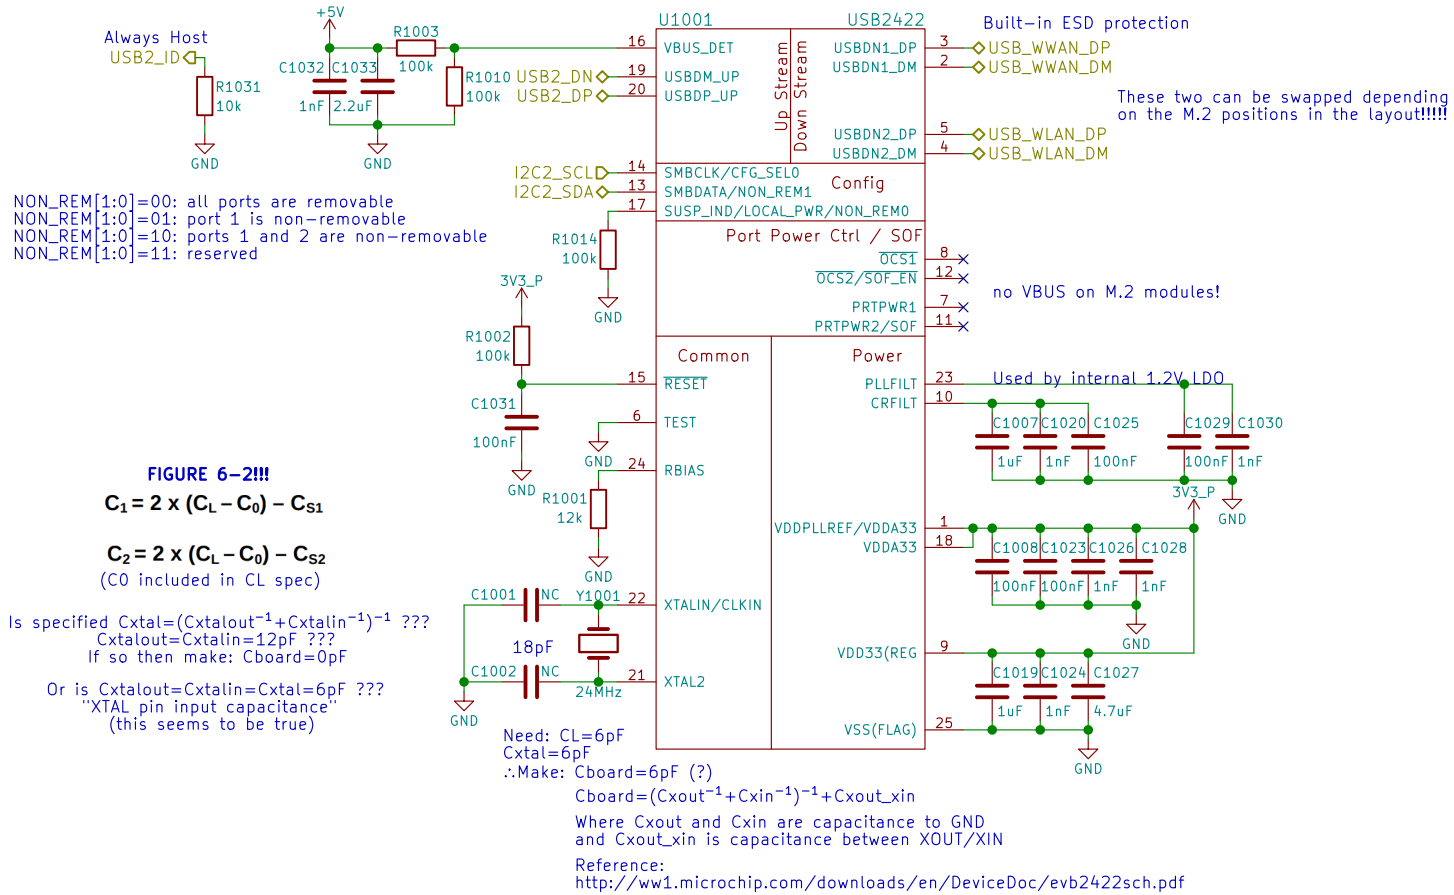 Always Host
USB2_ID
R1031
10k
GND
+5V
C1032
1nF
C1033
2.2uF
R1003
100k
R1010
100k
GND
USB2_DN
USB2_DP
U1001
USB2422
16
VBUS_DET
19
USBDM_UP
20
USBDP_UP
Up Stream
Down Stream
USBDN1_DP
3
USB_WWAN_DP
USBDN1_DM
2
USB_WWAN_DM
USBDN2_DP
5
USB_WLAN_DP
USBDN2_DM
4
USB_WLAN_DM
Built-in ESD protection
These two can be swapped depending
on the M.2 positions in the layout!!!!!
I2C2_SCL
14
SMBCLK/CFG_SEL0
I2C2_SDA
13
SMBDATA/NON_REM1
17
SUSP_IND/LOCAL_PWR/NON_REM0
Config
NON_REM[1:0]=00: all ports are removable
NON_REM[1:0]=01: port 1 is non-removable
NON_REM[1:0]=10: ports 1 and 2 are non-removable
NON_REM[1:0]=11: reserved
R1014
100k
GND
Port Power Ctrl / SOF
OCS1
8
OCS2/SOF_EN
12
PRTPWR1
7
PRTPWR2/SOF
11
no VBUS on M.2 modules!
3V3_P
R1002
100k
C1031
100nF
GND
Common
Power
15
RESET
6
TEST
GND
24
RBIAS
R1001
12k
GND
PLLFILT
23
CRFILT
10
Used by internal 1.2V LDO
C1007
1uF
C1020
1nF
C1025
100nF
C1029
100nF
C1030
1nF
GND
3V3_P
VDDPLLREF/VDDA33
1
VDDA33
18
C1008
100nF
C1023
100nF
C1026
1nF
C1028
1nF
GND
VDD33(REG
9
C1019
1uF
C1024
1nF
C1027
4.7uF
VSS(FLAG)
25
GND
FIGURE 6-2!!!
C1 = 2 x (CL – C0) – CS1
C2 = 2 x (CL – C0) – CS2
(C0 included in CL spec)
Is specified Cxtal=(Cxtalout⁻¹+Cxtalin⁻¹)⁻¹ ???
Cxtalout=Cxtalin=12pF ???
If so then make: Cboard=0pF
Or is Cxtalout=Cxtalin=Cxtal=6pF ???
"XTAL pin input capacitance"
(this seems to be true)
C1001
NC
Y1001
22
XTALIN/CLKIN
18pF
C1002
NC
24MHz
21
XTAL2
GND
Need: CL=6pF
Cxtal=6pF
∴Make: Cboard=6pF (?)
Cboard=(Cxout⁻¹+Cxin⁻¹)⁻¹+Cxout_xin
Where Cxout and Cxin are capacitance to GND
and Cxout_xin is capacitance between XOUT/XIN
Reference:
http://ww1.microchip.com/downloads/en/DeviceDoc/evb2422sch.pdf